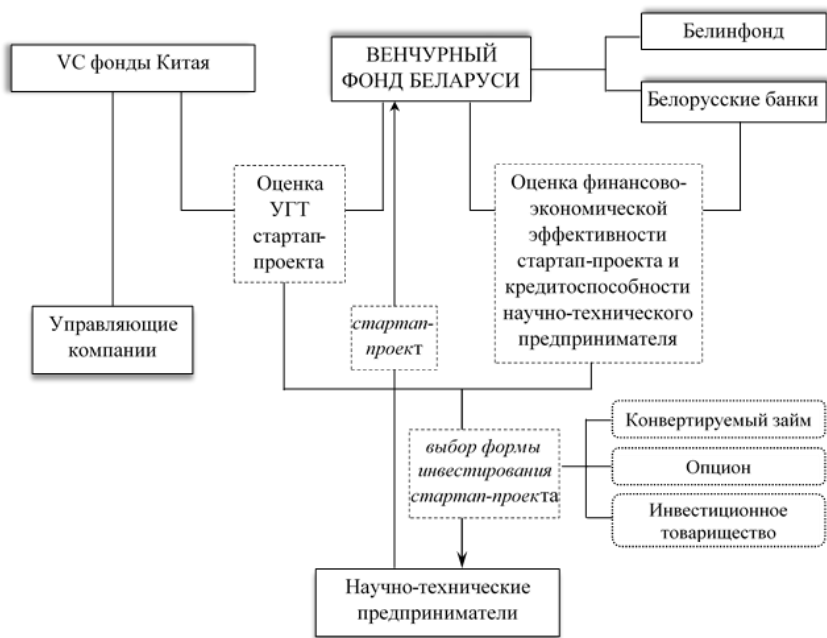 VC фонды Китая
ВЕНЧУРНЫЙ
ФОНД БЕЛАРУСИ
Белинфонд
Белорусские банки
Оценка
УГТ
стартап-
проекта
Оценка финансово-
экономической
эффективности
стартап-проекта и
кредитоспособности
научно-технического
предпринимателя
Управляющие
компании
стартап-
проект
выбор формы
инвестирования
стартап-проекта
Конвертируемый займ
Опцион
Инвестиционное
товарищество
Научно-технические
предприниматели